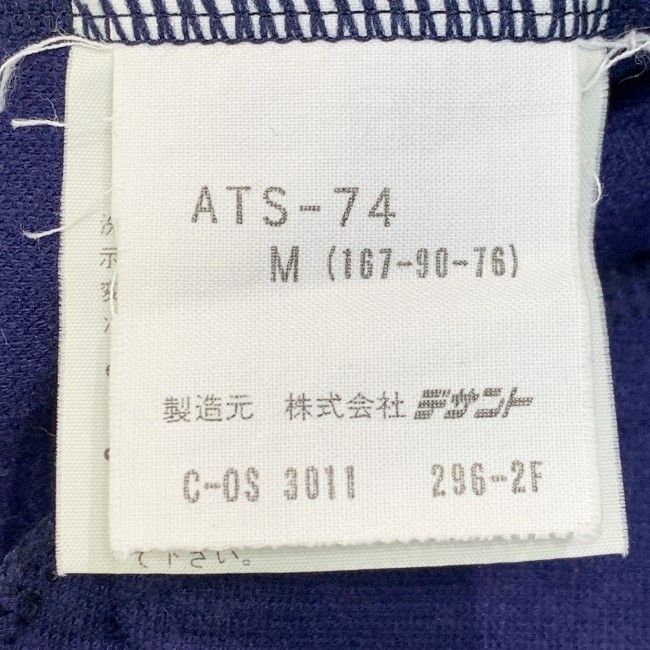 ATS-74
M (167-90-76)
製造元 株式会社 デサント
C-OS 3011 296-2F
て下さい。